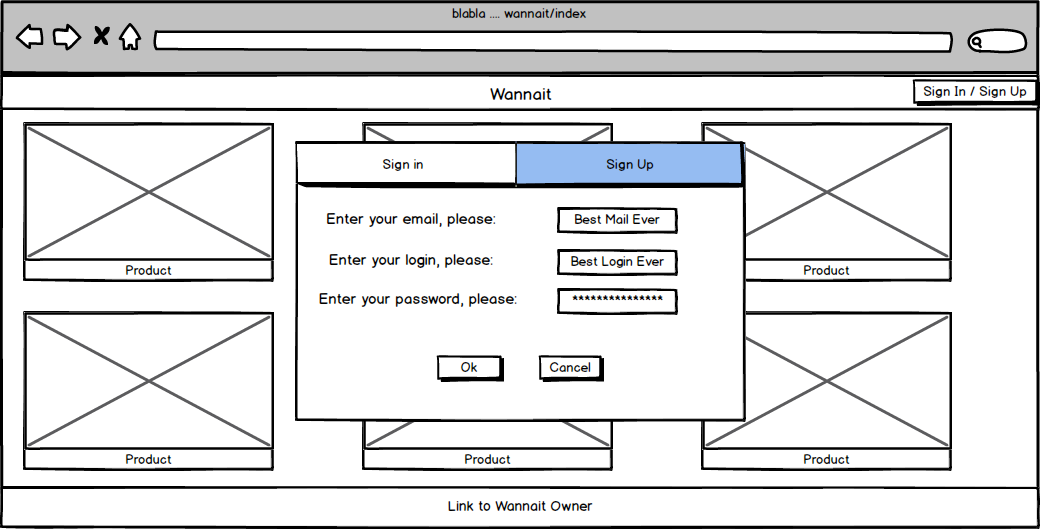 blabla .... wannait/index
Wannait
Sign In / Sign Up
Sign in
Sign Up
Enter your email, please:
Best Mail Ever
Enter your login, please:
Best Login Ever
Enter your password, please:
***************
Ok
Cancel
Product
Product
Product
Product
Product
Link to Wannait Owner